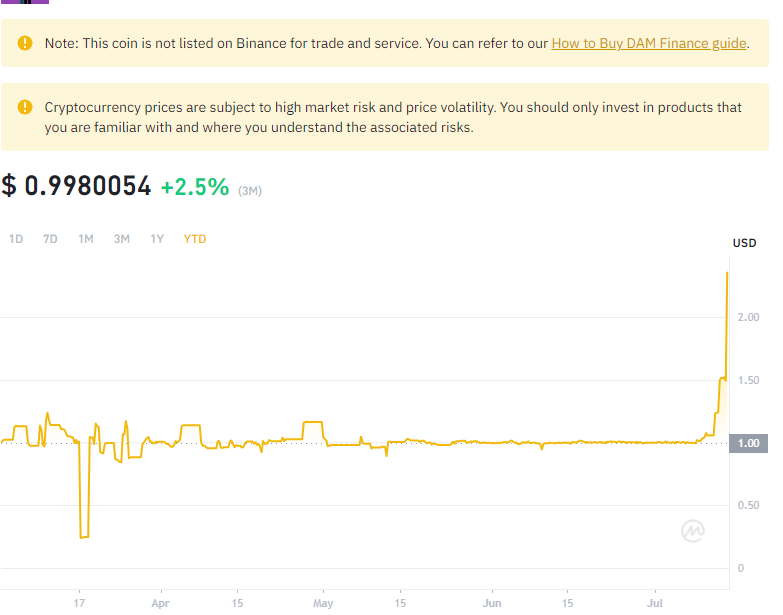 Note: This coin is not listed on Binance for trade and service. You can refer to our How to Buy DAM Finance guide.
Cryptocurrency prices are subject to high market risk and price volatility. You should only invest in products that
you are familiar with and where you understand the associated risks.
$ 0.9980054 +2.5% (3M)
1D 7D 1M 3M 1Y YTD
USD
2.00
1.50
1.00
0.50
0
17 Apr 15 May 15 Jun 15 Jul